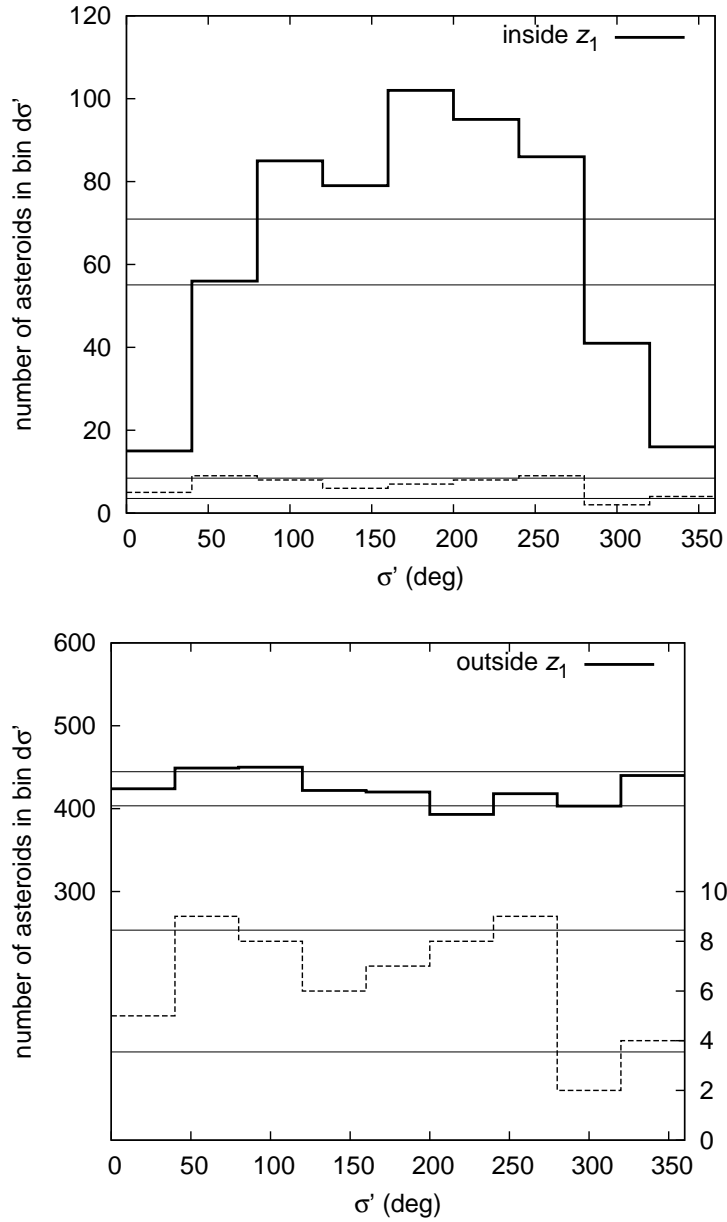 120
100
80
60
40
20
0
number of asteroids in bin dσ’
inside z1
0 50 100 150 200 250 300 350
σ’ (deg)
600
500
400
300
number of asteroids in bin dσ’
outside z1
10
8
6
4
2
0
0 50 100 150 200 250 300 350
σ’ (deg)